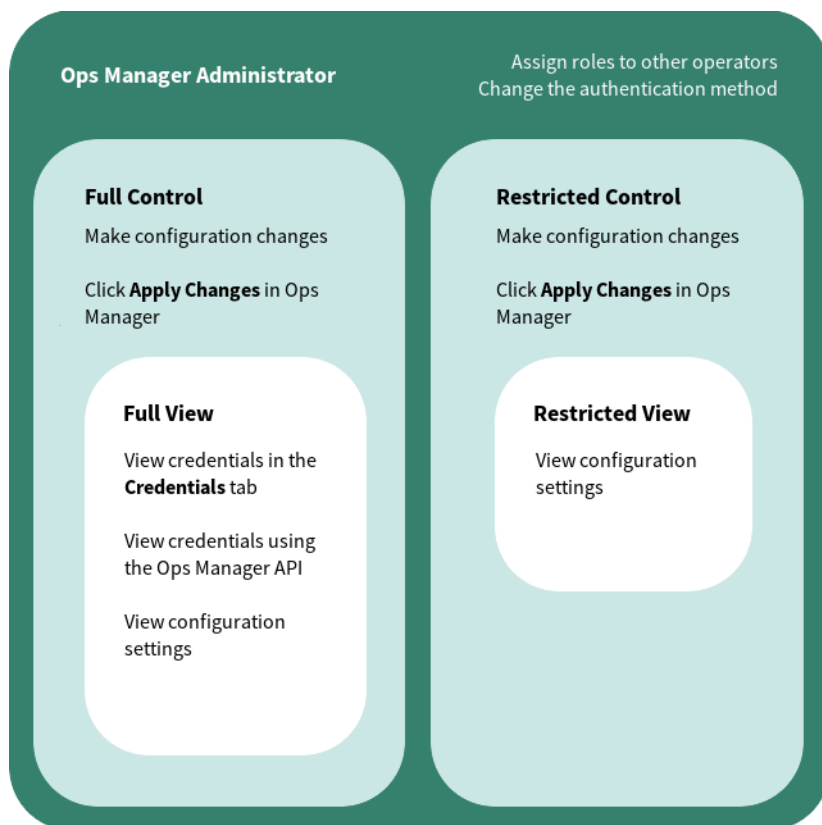 Ops Manager Administrator
Assign roles to other operators
Change the authentication method
Full Control
Make configuration changes
Click Apply Changes in Ops
Manager
Full View
View credentials in the
Credentials tab
View credentials using
the Ops Manager API
View configuration
settings
Restricted Control
Make configuration changes
Click Apply Changes in Ops
Manager
Restricted View
View configuration
settings